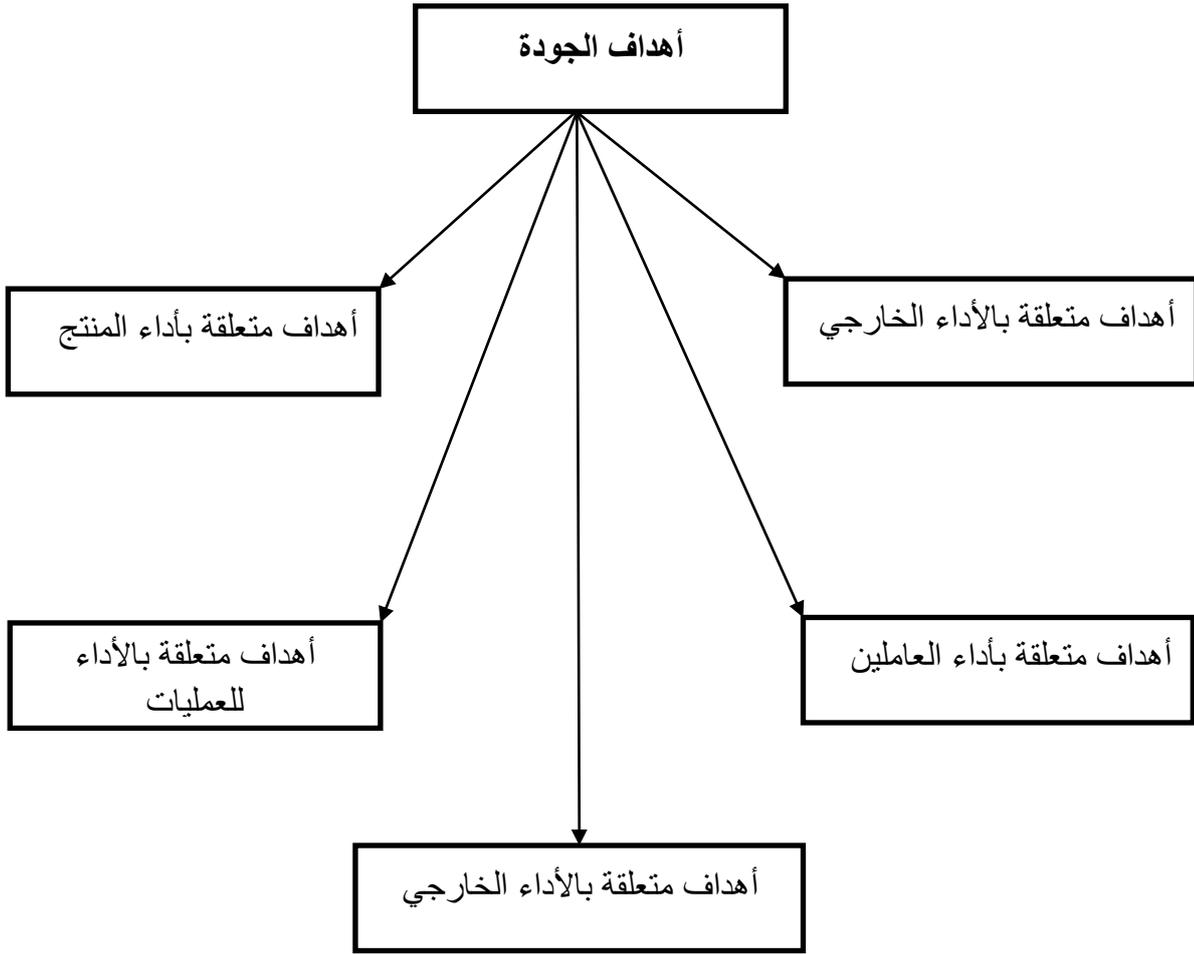 أهداف الجودة
أهداف متعلقة بالأداء الخارجي
أهداف متعلقة بأداء المنتج
أهداف متعلقة بأداء العاملين
أهداف متعلقة بالأداء
للعمليات
أهداف متعلقة بالأداء الخارجي